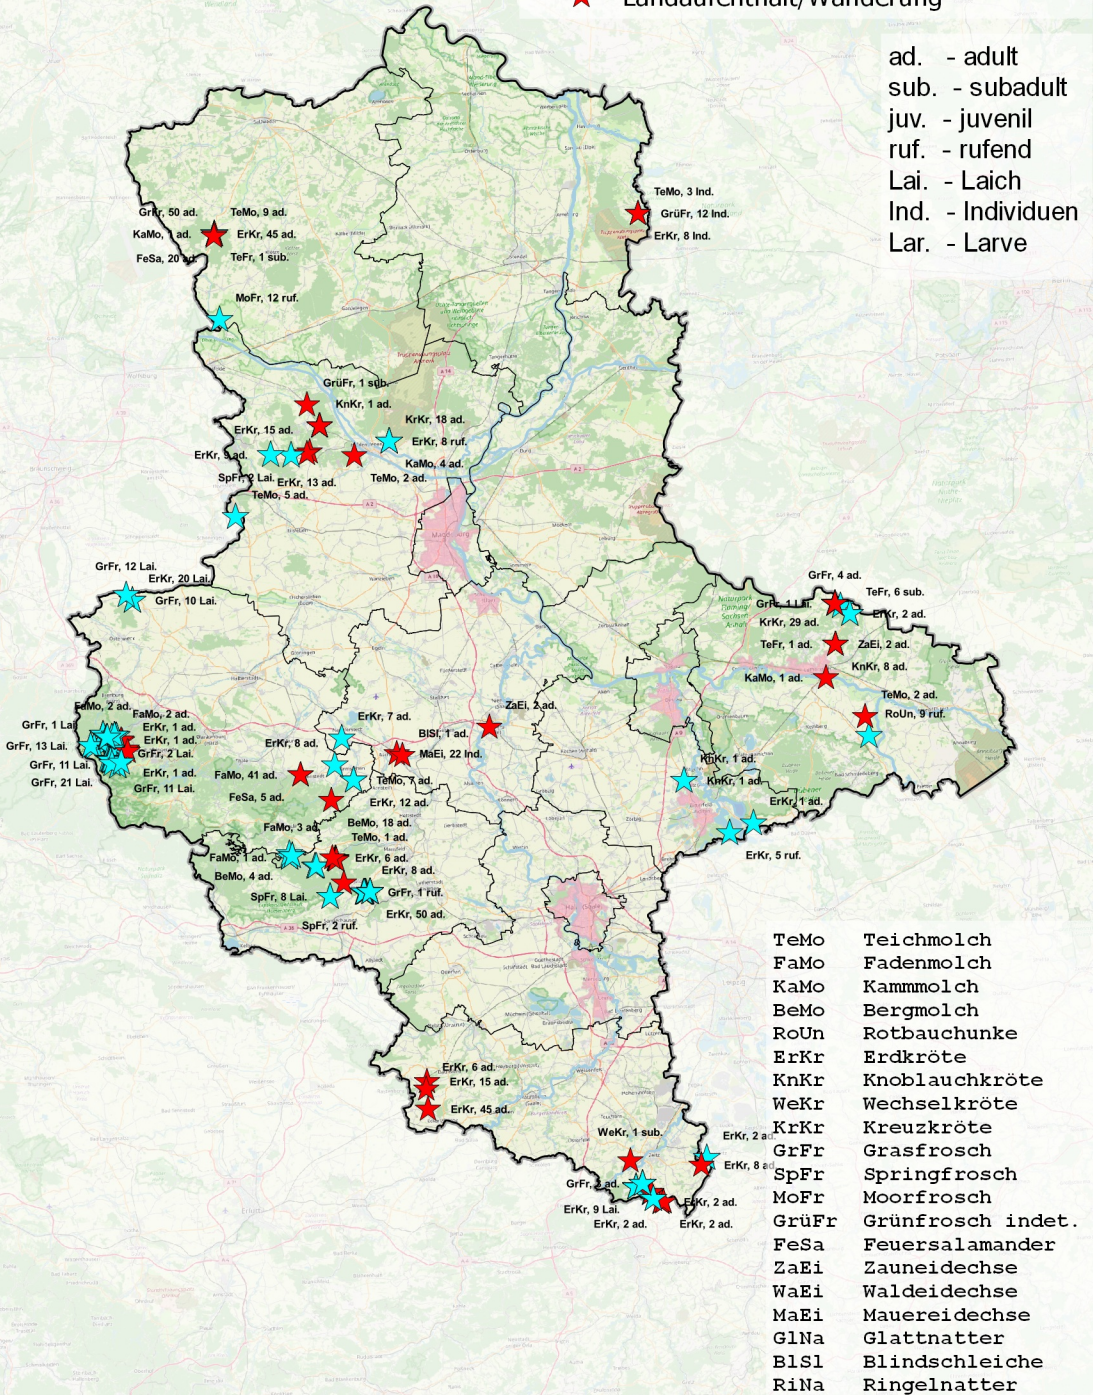 Landaufenthalt/Wanderung
ad. - adult
sub. - subadult
juv. - juvenil
ruf. - rufend
Lai. - Laich
Ind. - Individuen
Lar. - Larve
TeMo, 3 Ind.
GrüFr, 12 Ind.
ErKr, 8 Ind.
GrKr, 50 ad.
TeMo, 9 ad.
KaMo, 1 ad.
ErKr, 45 ad.
FeSa, 20 ad.
TeFr, 1 sub.
MoFr, 12 ruf.
GrüFr, 1 sub.
KnKr, 1 ad.
KrKr, 18 ad.
ErKr, 15 ad.
ErKr, 8 ruf.
ErKr, 9 ad.
KaMo, 4 ad.
SpFr, 2 Lai.
ErKr, 13 ad.
TeMo, 2 ad.
TeMo, 5 ad.
Magdeburg
GrFr, 12 Lai.
ErKr, 20 Lai.
GrFr, 10 Lai.
GrFr, 4 ad.
TeFr, 6 sub.
GrFr, 1 Lai.
ErKr, 2 ad.
KrKr, 29 ad.
TeFr, 1 ad.
ZaEi, 2 ad.
KnKr, 8 ad.
KaMo, 1 ad.
TeMo, 2 ad.
RoUn, 9 ruf.
FaMo, 2 ad.
FaMo, 2 ad.
GrFr, 1 Lai.
ErKr, 1 ad.
ErKr, 1 ad.
GrFr, 13 Lai.
GrFr, 2 Lai.
GrFr, 11 Lai.
ErKr, 1 ad.
GrFr, 21 Lai.
GrFr, 11 Lai.
ZaEi, 2 ad.
ErKr, 7 ad.
BlSl, 1 ad.
ErKr, 8 ad.
MaEi, 22 Ind.
FaMo, 41 ad.
TeMo, 7 ad.
FeSa, 5 ad.
ErKr, 12 ad.
KnKr, 1 ad.
KnKr, 1 ad.
ErKr, 1 ad.
ErKr, 5 ruf.
BeMo, 18 ad.
FaMo, 3 ad.
TeMo, 1 ad.
FaMo, 1 ad.
ErKr, 6 ad.
ErKr, 8 ad.
BeMo, 4 ad.
GrFr, 1 ruf.
SpFr, 8 Lai.
ErKr, 50 ad.
SpFr, 2 ruf.
ErKr, 6 ad.
ErKr, 15 ad.
ErKr, 45 ad.
WeKr, 1 sub.
ErKr, 2 ad.
ErKr, 8 ad.
GrFr, 3 ad.
ErKr, 2 ad.
ErKr, 9 Lai.
ErKr, 2 ad.
ErKr, 2 ad.
TeMo Teichmolch
FaMo Fadenmolch
KaMo Kammmolch
BeMo Bergmolch
RoUn Rotbauchunke
ErKr Erdkröte
KnKr Knoblauchkröte
WeKr Wechselkröte
KrKr Kreuzkröte
GrFr Grasfrosch
SpFr Springfrosch
MoFr Moorfrosch
GrüFr Grünfrosch indet.
FeSa Feuersalamander
ZaEi Zauneidechse
WaEi Waldeidechse
MaEi Mauereidechse
GlNa Glattnatter
BlSl Blindschleiche
RiNa Ringelnatter